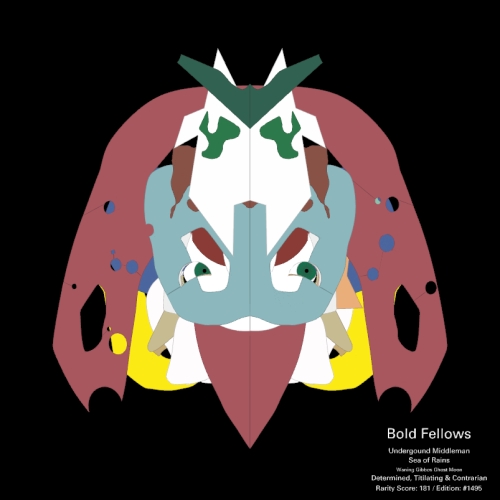 Bold Fellows
Undergound Middleman
Sea of Rains
Waning Gibbon Ghost Moon
Determined, Titilating & Contrarian
Rarity Score: 181 / Edition: #1495